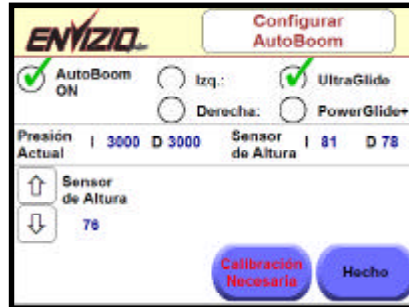 ENVIZIO
Configurar
AutoBoom
AutoBoom
ON
Izq.:
UltraGlide
Derecha:
PowerGlide+
Presión
Actual
I 3000 D 3000
Sensor
de Altura
I 81 D 78
Sensor
de Altura
76
Calibración
Necesaria
Hecho